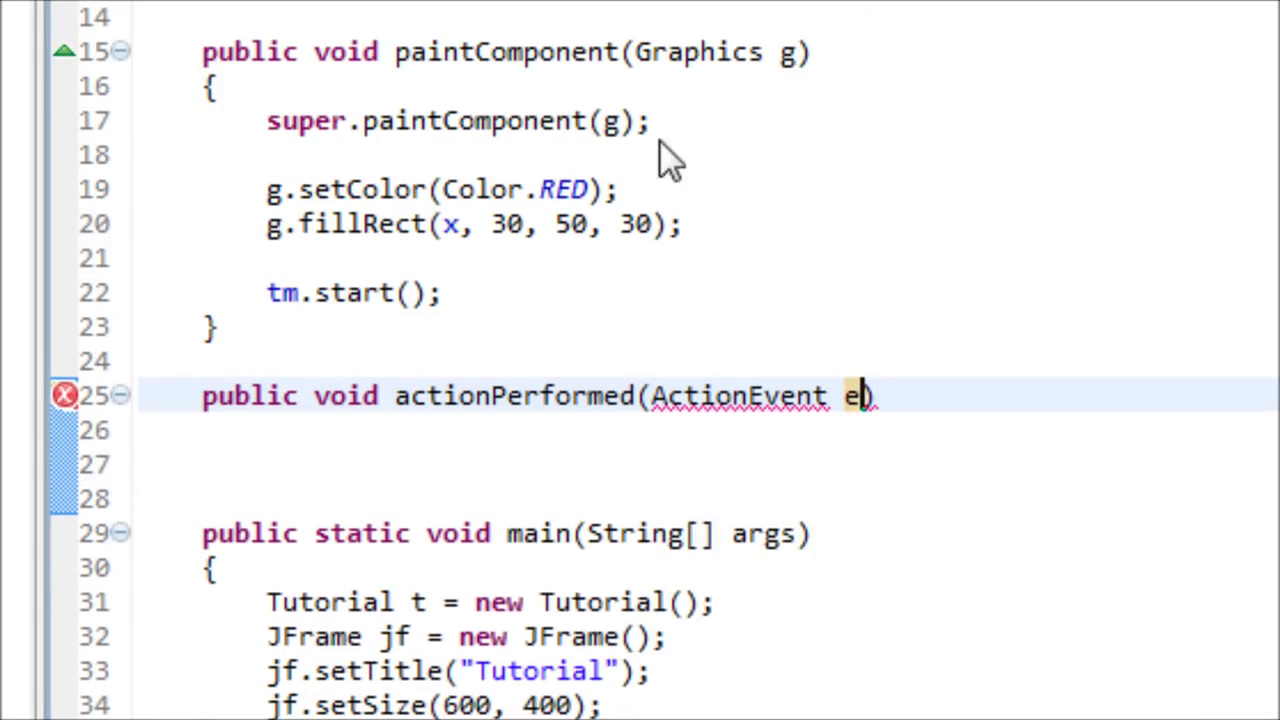 14
15 public void paintComponent(Graphics g)
16 {
17 super.paintComponent(g);
18
19 g.setColor(Color.RED);
20 g.fillRect(x, 30, 50, 30);
21
22 tm.start();
23 }
24
25 public void actionPerformed(ActionEvent e)
26
27
28
29 public static void main(String[] args)
30 {
31 Tutorial t = new Tutorial();
32 JFrame jf = new JFrame();
33 jf.setTitle("Tutorial");
34 jf.setSize(600, 400);